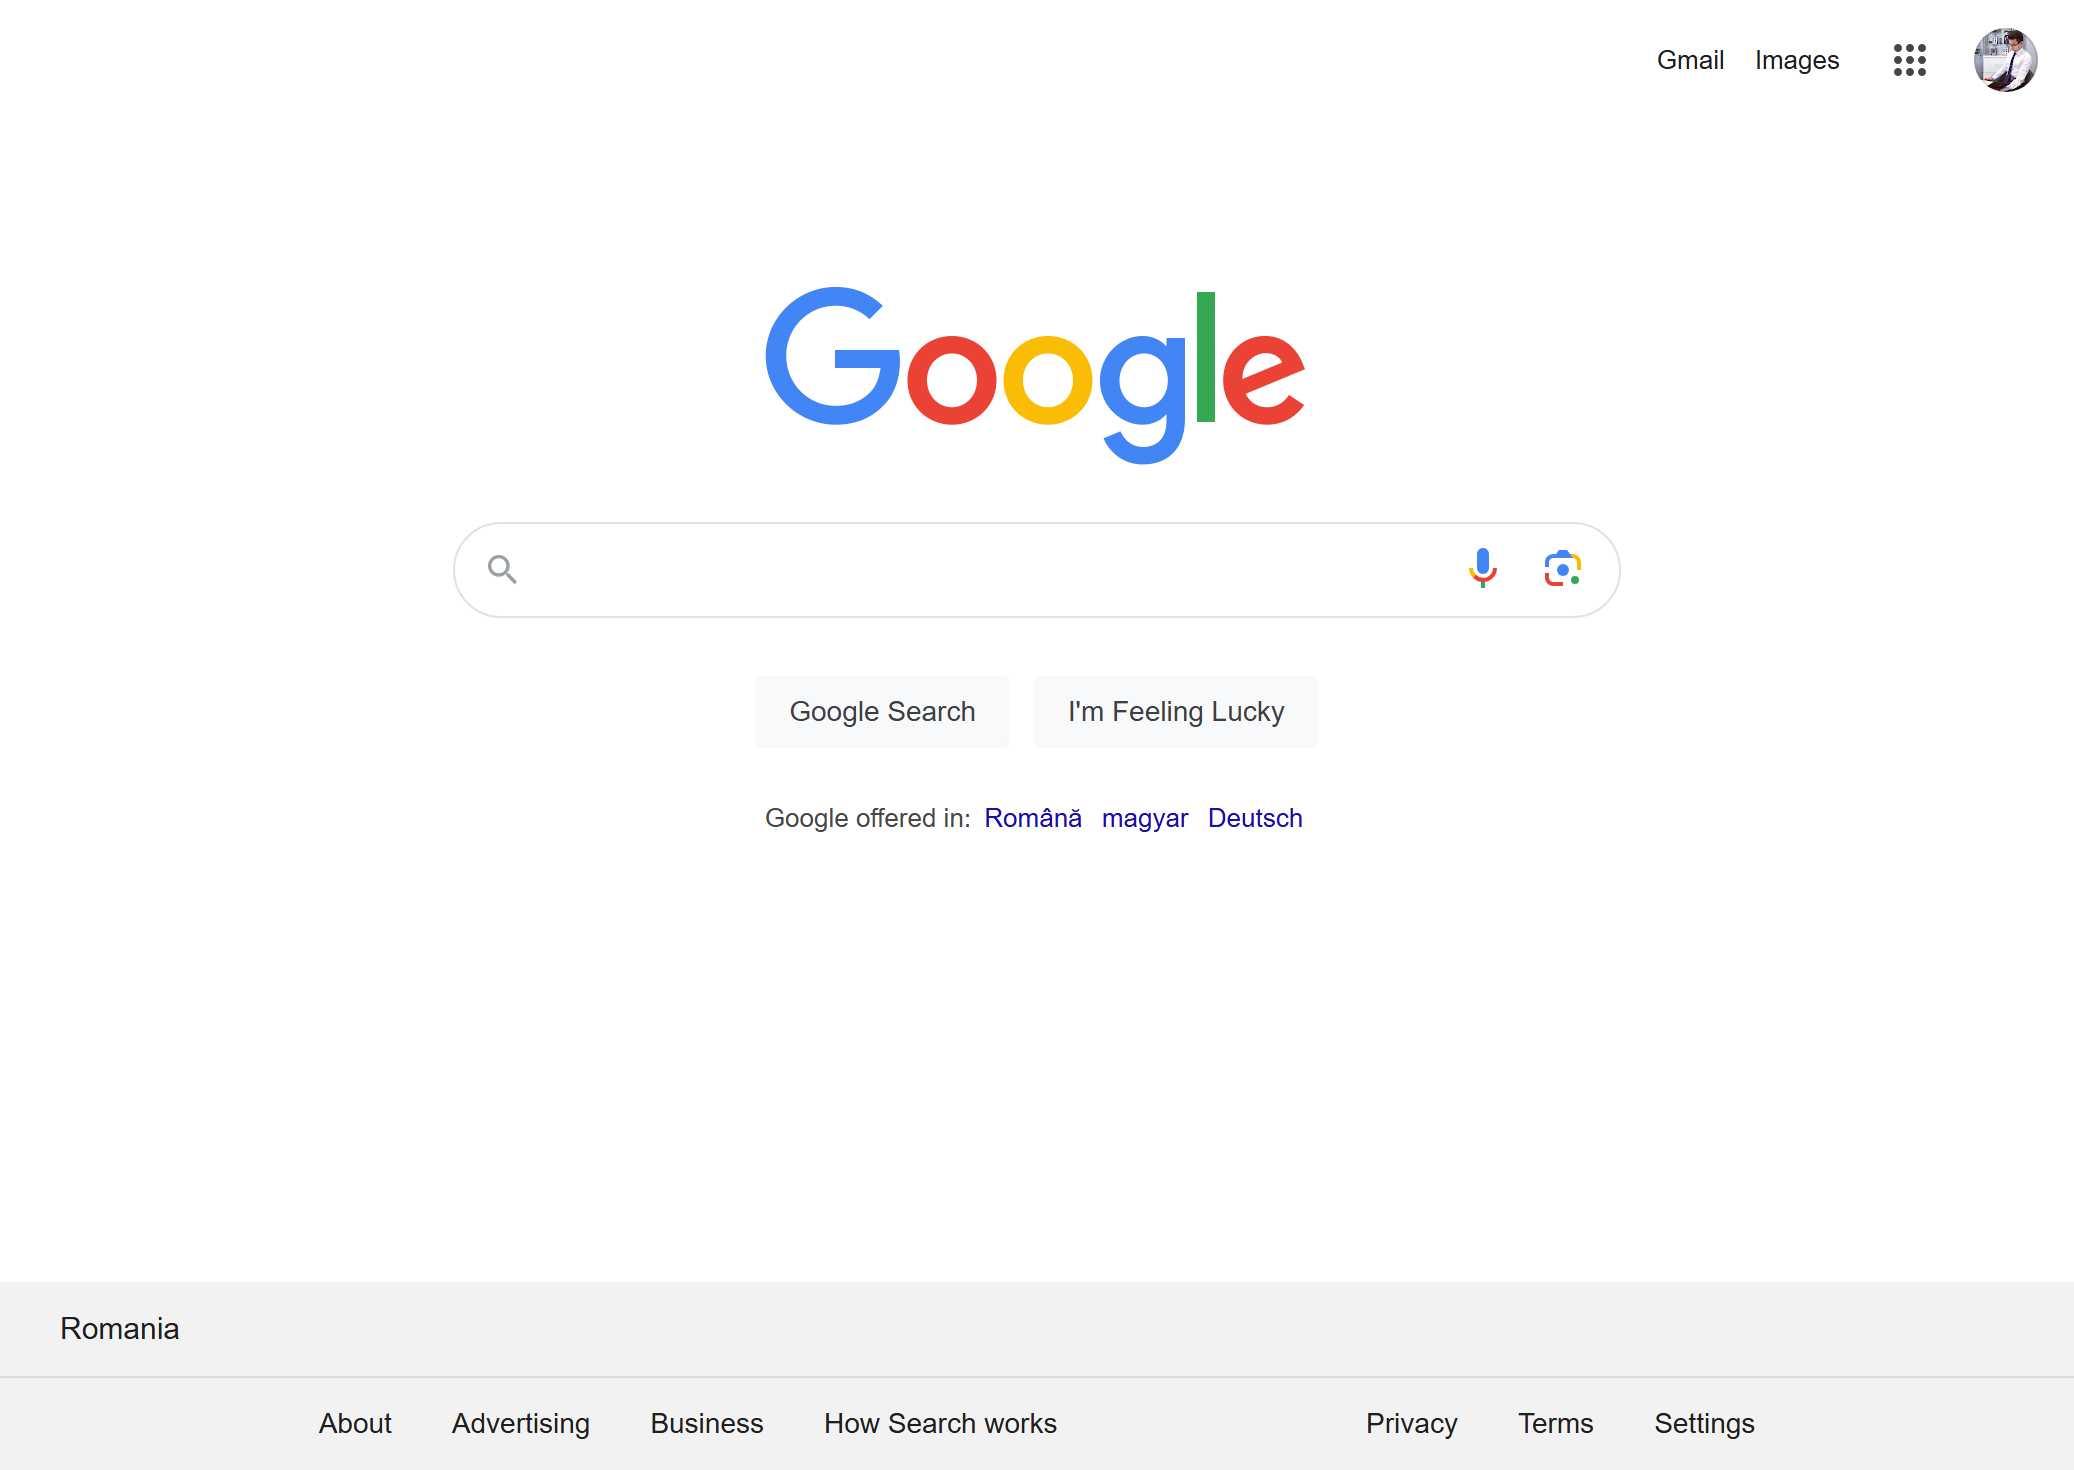 Gmail Images
Google
Google Search I'm Feeling Lucky
Google offered in: Română magyar Deutsch
Romania
About Advertising Business How Search works Privacy Terms Settings